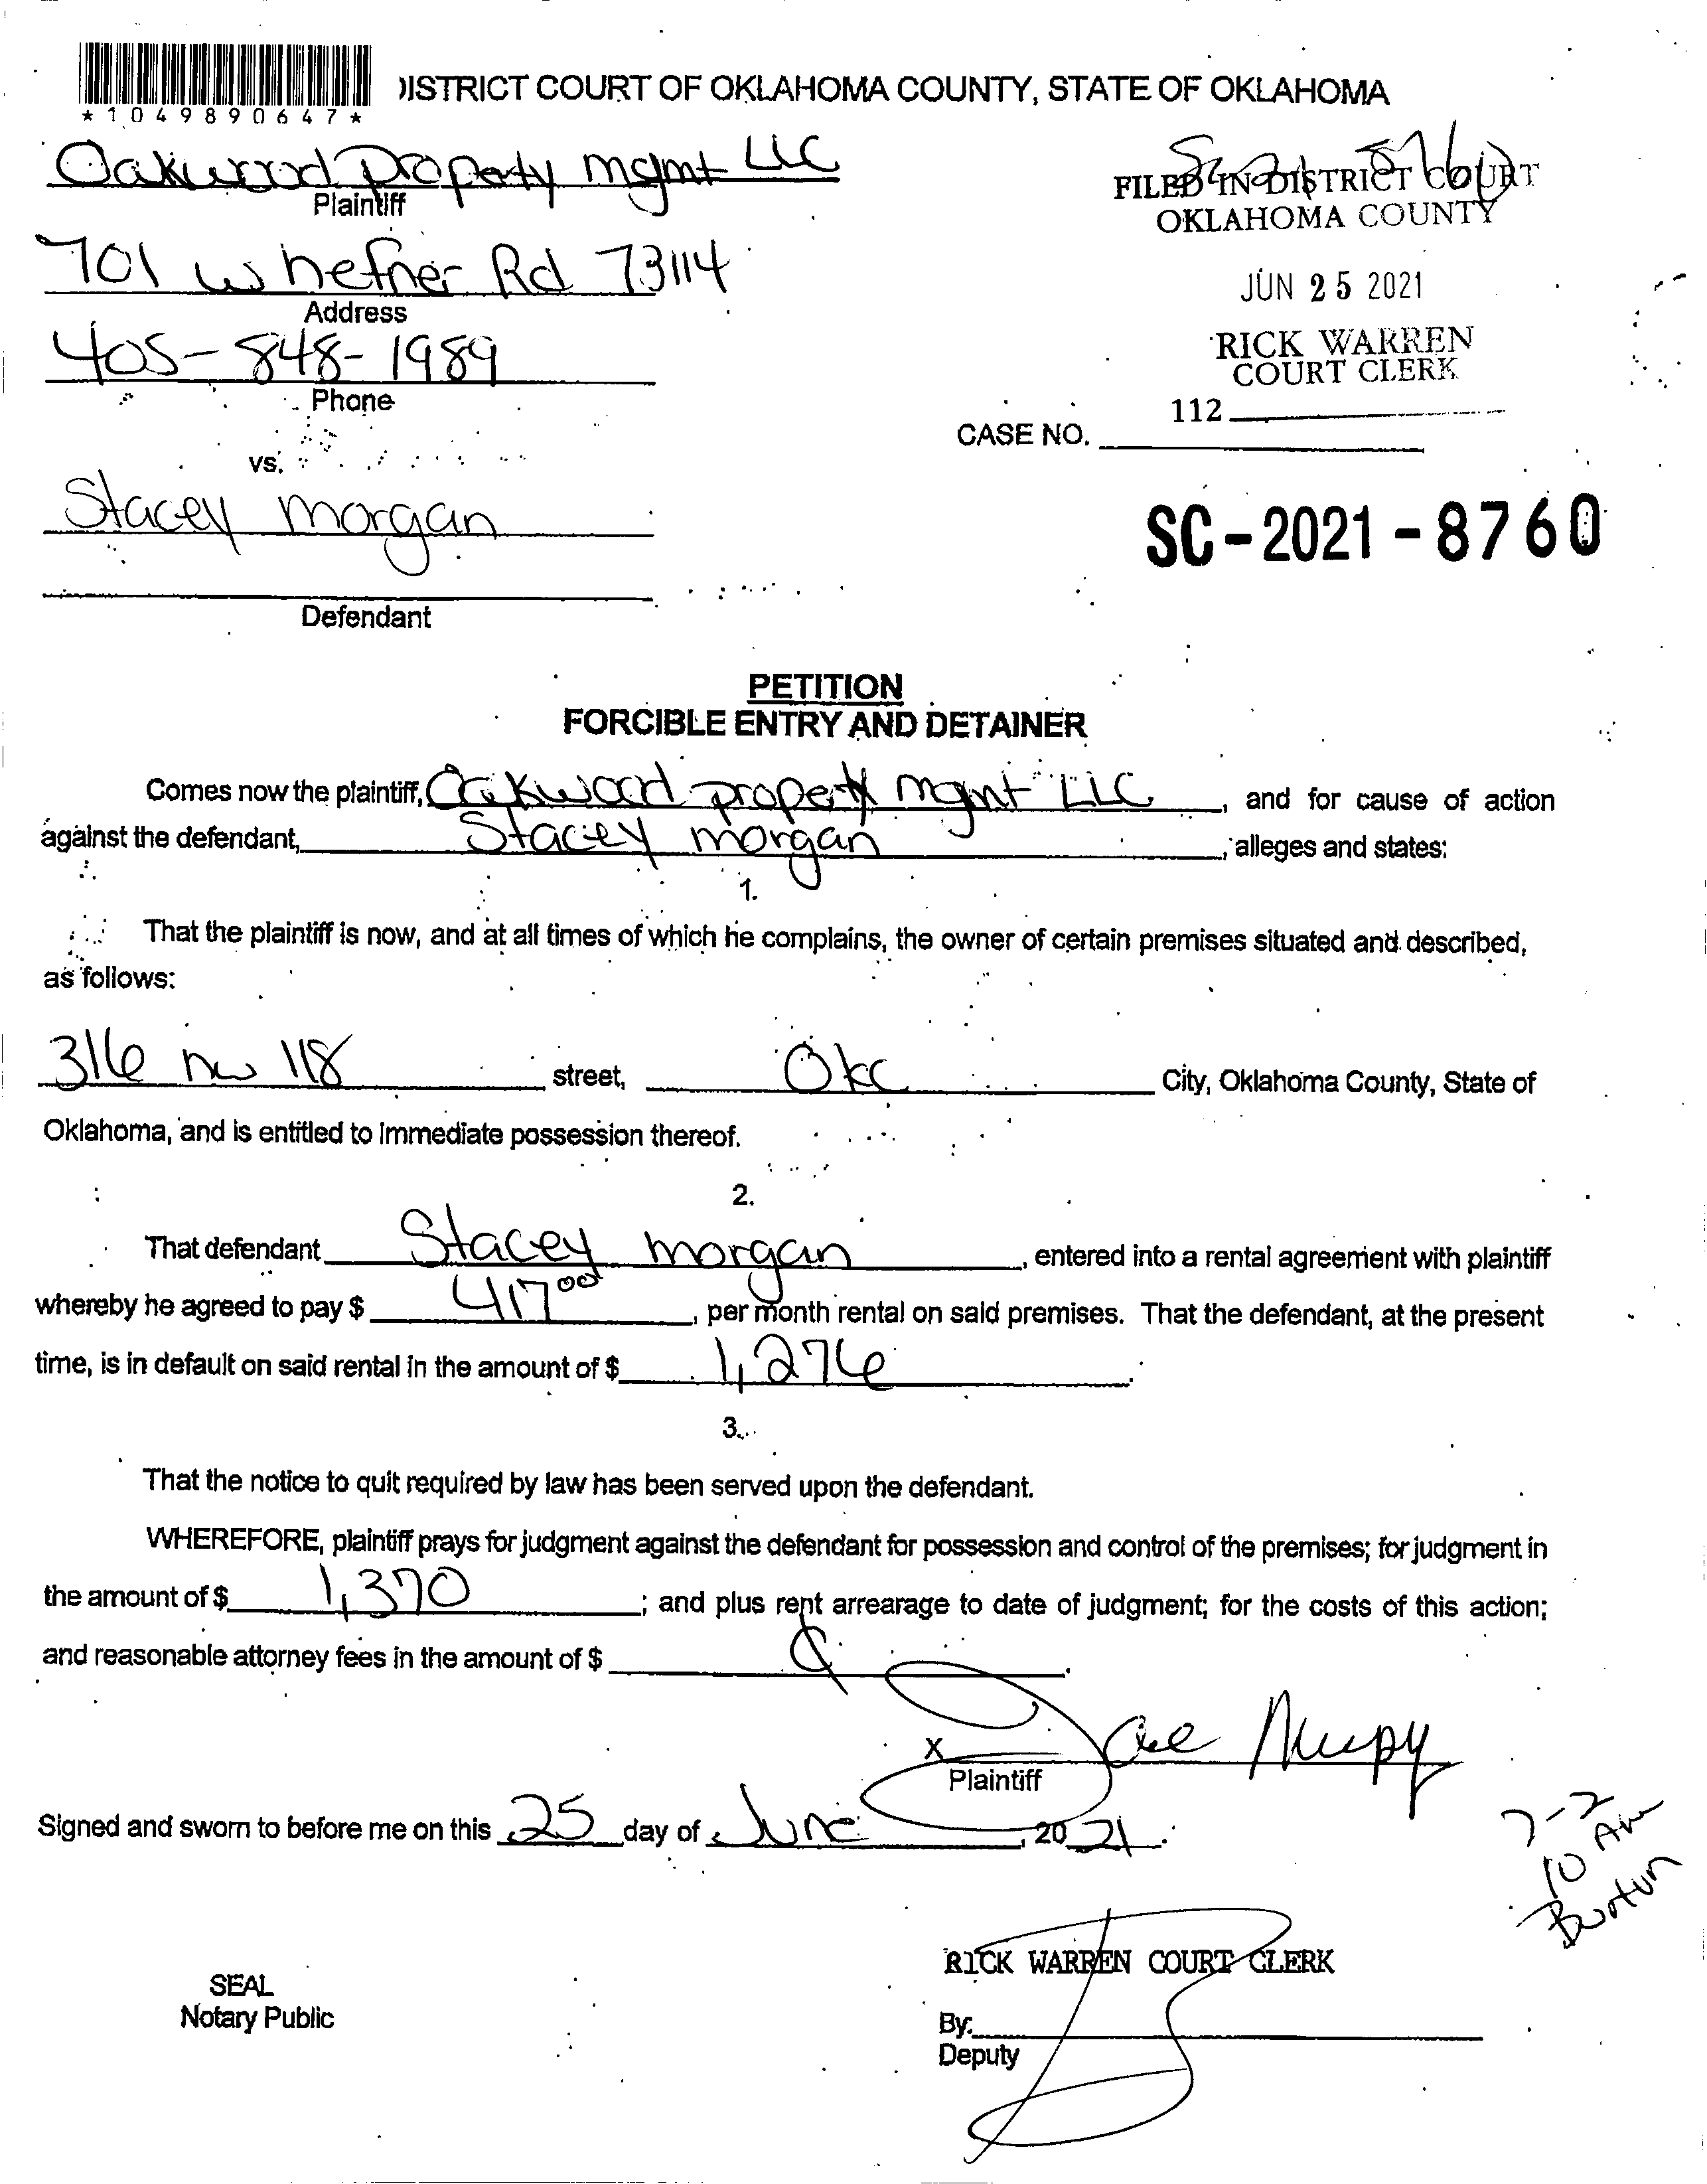 DISTRICT COURT OF OKLAHOMA COUNTY, STATE OF OKLAHOMA
*1049890647*
Oakwood Property mgmt LLC
Plaintiff
FILED IN DISTRICT COURT
OKLAHOMA COUNTY
701 w hefner Rd 73114
Address
JUN 25 2021
405-848-1989
Phone
RICK WARREN
COURT CLERK
112
CASE NO.
vs.
Stacey morgan
SC-2021-8760
Defendant
PETITION
FORCIBLE ENTRY AND DETAINER
Comes now the plaintiff, Oakwood property mgmt LLC, and for cause of action
against the defendant, Stacey morgan, alleges and states:
1.
That the plaintiff is now, and at all times of which he complains, the owner of certain premises situated and described,
as follows:
316 nw 118 street, Okc City, Oklahoma County, State of
Oklahoma, and is entitled to immediate possession thereof.
2.
That defendant Stacey morgan, entered into a rental agreement with plaintiff
whereby he agreed to pay $ 417 00, per month rental on said premises. That the defendant, at the present
time, is in default on said rental in the amount of $ 1,276.
3.
That the notice to quit required by law has been served upon the defendant.
WHEREFORE, plaintiff prays for judgment against the defendant for possession and control of the premises; for judgment in
the amount of $ 1,370; and plus rent arrearage to date of judgment; for the costs of this action;
and reasonable attorney fees in the amount of $
X
Plaintiff
Signed and sworn to before me on this 25 day of June, 20 21.
7-2
10 Am
Burton
RICK WARREN COURT CLERK
SEAL
Notary Public
By:
Deputy